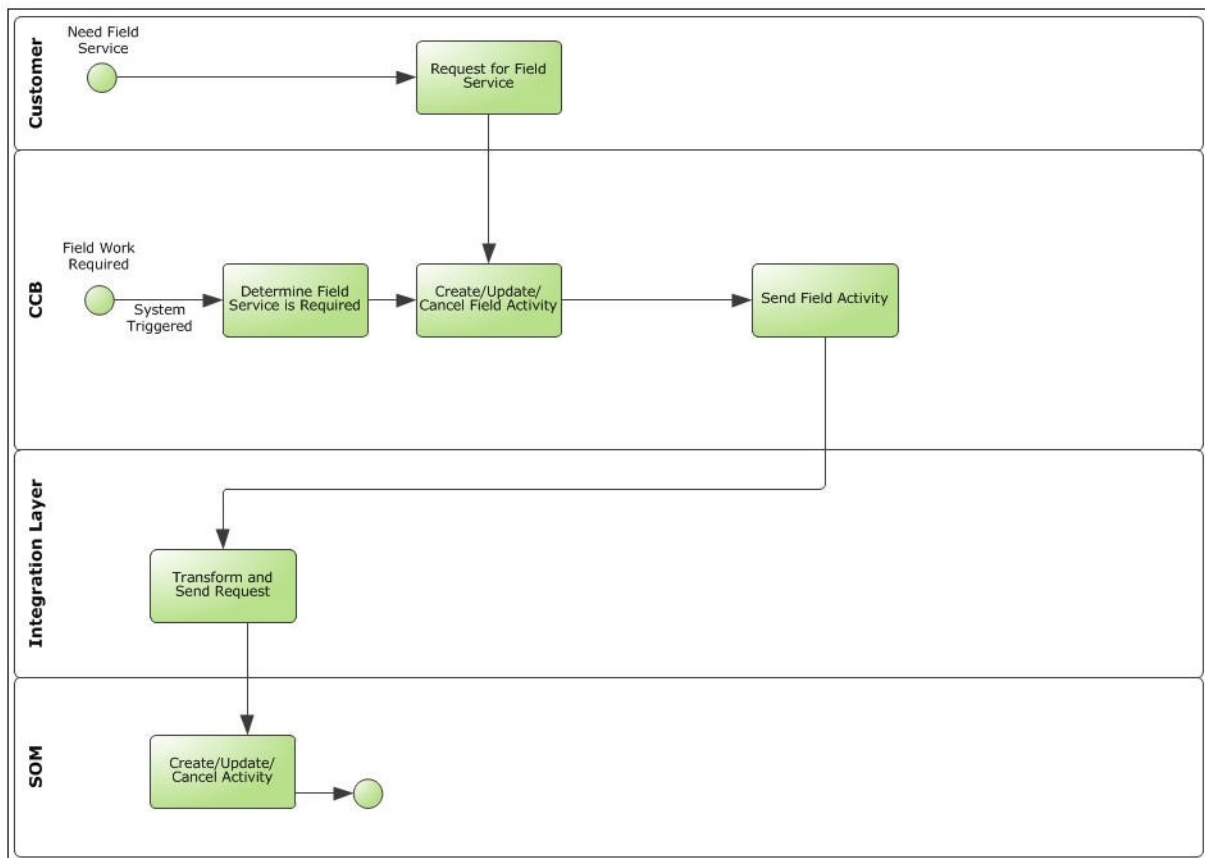 Customer
Need Field
Service
Request for Field
Service
CCB
Field Work
Required
System
Triggered
Determine Field
Service is Required
Create/Update/
Cancel Field Activity
Send Field Activity
Integration Layer
Transform and
Send Request
SOM
Create/Update/
Cancel Activity